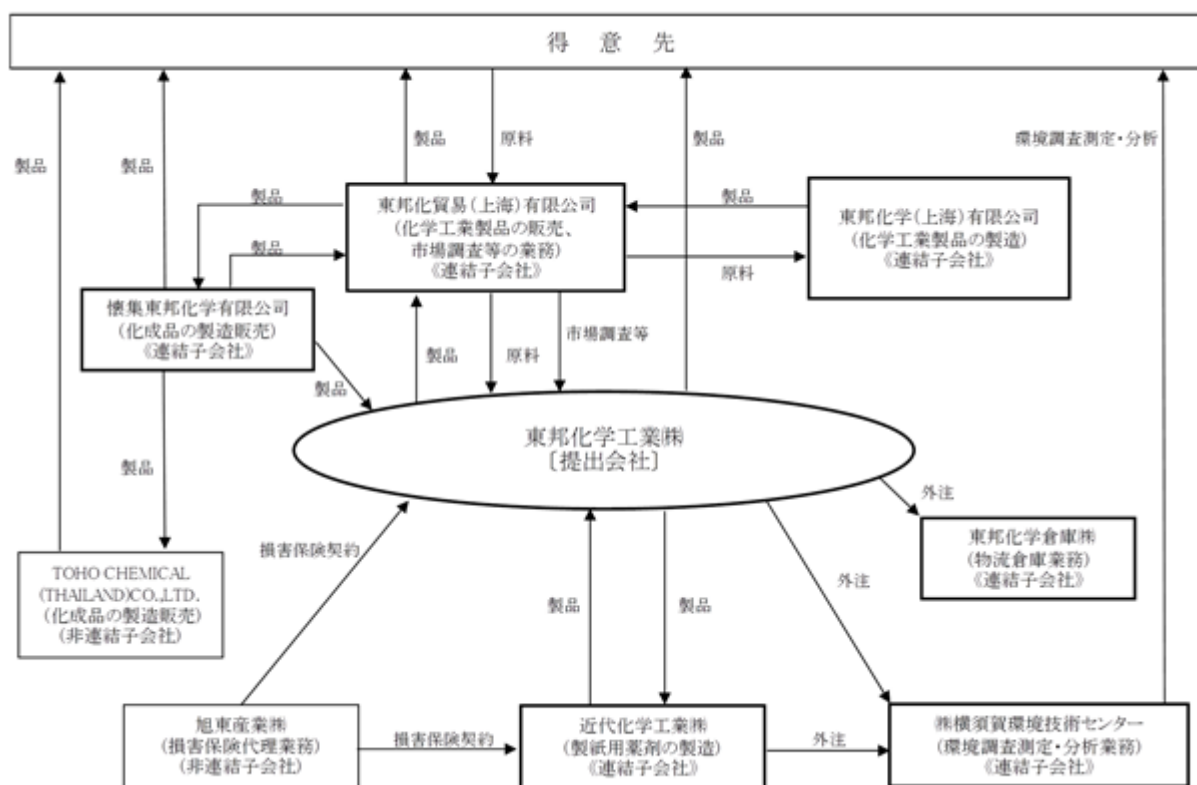 得意先
製品
製品
製品
原料
製品
環境調査測定・分析
東邦化貿易(上海)有限公司
(化学工業製品の販売、
市場調査等の業務)
《連結子会社》
製品
東邦化学(上海)有限公司
(化学工業製品の製造)
《連結子会社》
製品
製品
原料
懐集東邦化学有限公司
(化成品の製造販売)
《連結子会社》
製品
製品
原料
市場調査等
東邦化学工業㈱
〔提出会社〕
製品
外注
東邦化学倉庫㈱
(物流倉庫業務)
《連結子会社》
TOHO CHEMICAL
(THAILAND)CO.,LTD.
(化成品の製造販売)
(非連結子会社)
損害保険契約
製品
製品
外注
旭東産業㈱
(損害保険代理業務)
(非連結子会社)
損害保険契約
近代化学工業㈱
(製紙用薬剤の製造)
《連結子会社》
外注
㈱横須賀環境技術センター
(環境調査測定・分析業務)
《連結子会社》